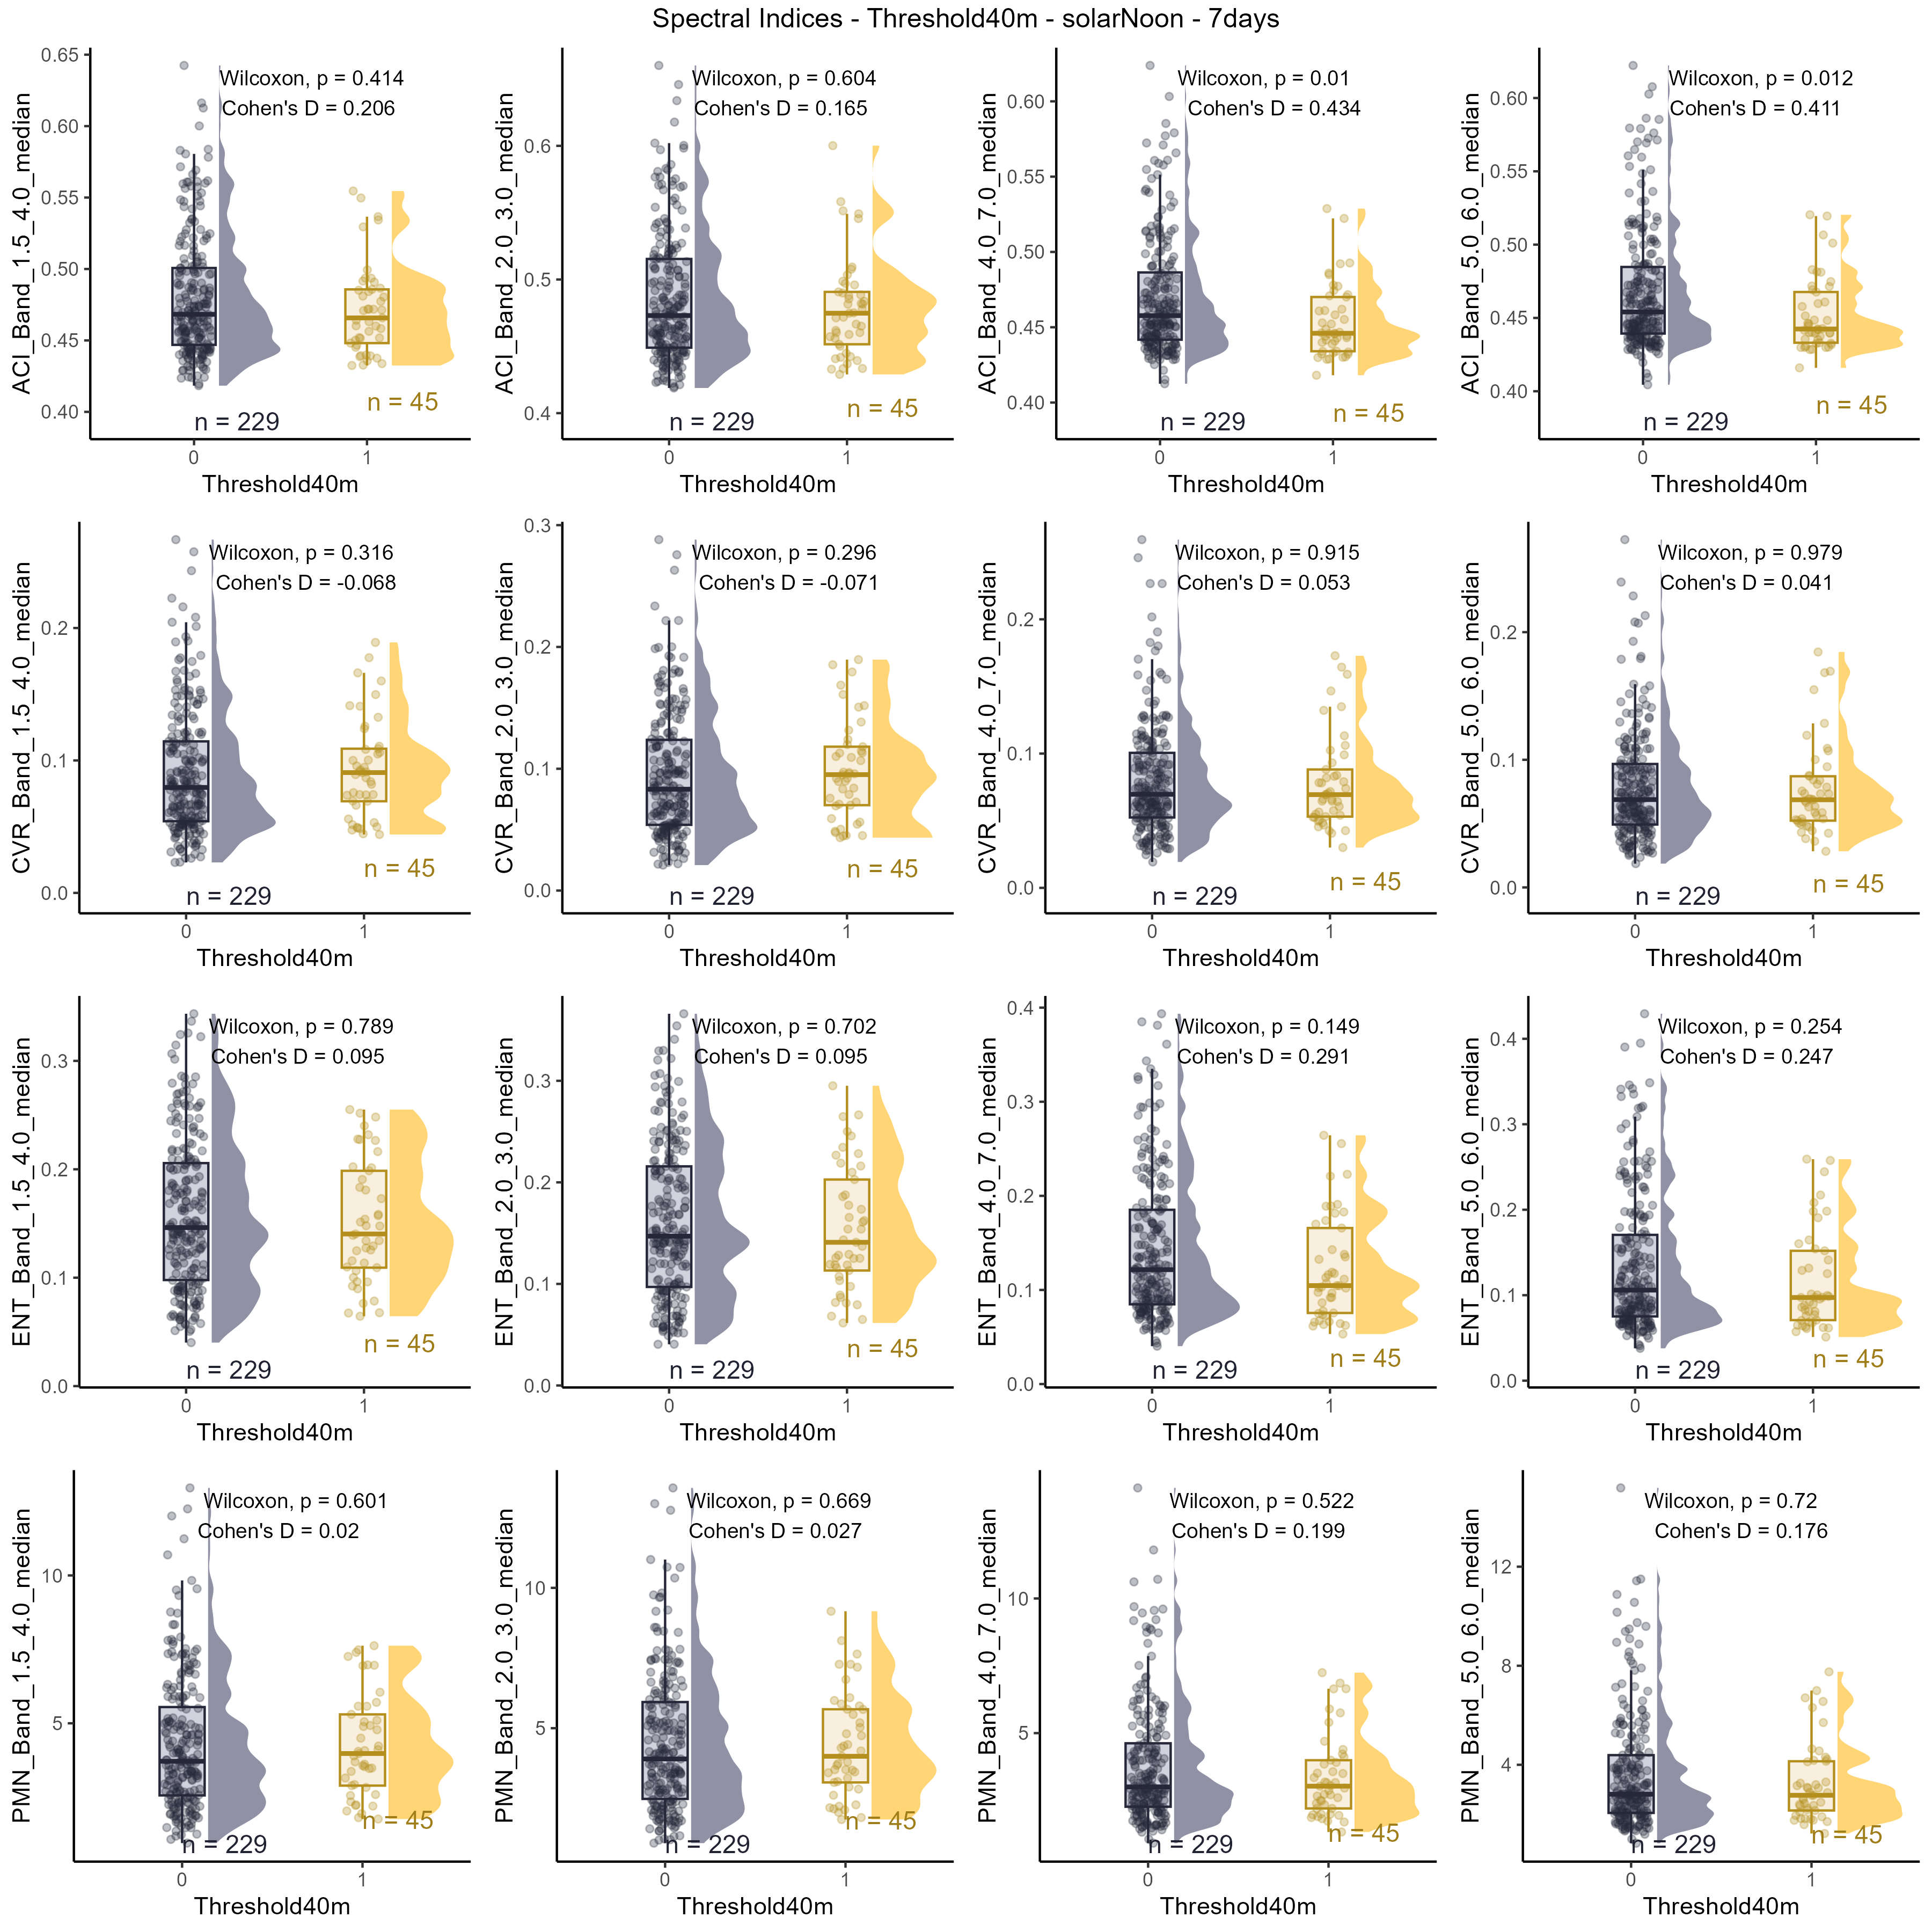 Spectral Indices - Threshold40m - solarNoon - 7days
ACI_Band_1.5_4.0_median
0.65
0.60
0.55
0.50
0.45
0.40
Wilcoxon, p = 0.414
Cohen's D = 0.206
n = 229
n = 45
0
1
Threshold40m
ACI_Band_2.0_3.0_median
0.6
0.5
0.4
Wilcoxon, p = 0.604
Cohen's D = 0.165
n = 229
n = 45
0
1
Threshold40m
ACI_Band_4.0_7.0_median
0.60
0.55
0.50
0.45
0.40
Wilcoxon, p = 0.01
Cohen's D = 0.434
n = 229
n = 45
0
1
Threshold40m
ACI_Band_5.0_6.0_median
0.60
0.55
0.50
0.45
0.40
Wilcoxon, p = 0.012
Cohen's D = 0.411
n = 229
n = 45
0
1
Threshold40m
CVR_Band_1.5_4.0_median
0.2
0.1
0.0
Wilcoxon, p = 0.316
Cohen's D = -0.068
n = 229
n = 45
0
1
Threshold40m
CVR_Band_2.0_3.0_median
0.3
0.2
0.1
0.0
Wilcoxon, p = 0.296
Cohen's D = -0.071
n = 229
n = 45
0
1
Threshold40m
CVR_Band_4.0_7.0_median
0.2
0.1
0.0
Wilcoxon, p = 0.915
Cohen's D = 0.053
n = 229
n = 45
0
1
Threshold40m
CVR_Band_5.0_6.0_median
0.2
0.1
0.0
Wilcoxon, p = 0.979
Cohen's D = 0.041
n = 229
n = 45
0
1
Threshold40m
ENT_Band_1.5_4.0_median
0.3
0.2
0.1
0.0
Wilcoxon, p = 0.789
Cohen's D = 0.095
n = 229
n = 45
0
1
Threshold40m
ENT_Band_2.0_3.0_median
0.3
0.2
0.1
0.0
Wilcoxon, p = 0.702
Cohen's D = 0.095
n = 229
n = 45
0
1
Threshold40m
ENT_Band_4.0_7.0_median
0.4
0.3
0.2
0.1
0.0
Wilcoxon, p = 0.149
Cohen's D = 0.291
n = 229
n = 45
0
1
Threshold40m
ENT_Band_5.0_6.0_median
0.4
0.3
0.2
0.1
0.0
Wilcoxon, p = 0.254
Cohen's D = 0.247
n = 229
n = 45
0
1
Threshold40m
PMN_Band_1.5_4.0_median
10
5
Wilcoxon, p = 0.601
Cohen's D = 0.02
n = 229
n = 45
0
1
Threshold40m
PMN_Band_2.0_3.0_median
10
5
Wilcoxon, p = 0.669
Cohen's D = 0.027
n = 229
n = 45
0
1
Threshold40m
PMN_Band_4.0_7.0_median
10
5
Wilcoxon, p = 0.522
Cohen's D = 0.199
n = 229
n = 45
0
1
Threshold40m
PMN_Band_5.0_6.0_median
12
8
4
Wilcoxon, p = 0.72
Cohen's D = 0.176
n = 229
n = 45
0
1
Threshold40m